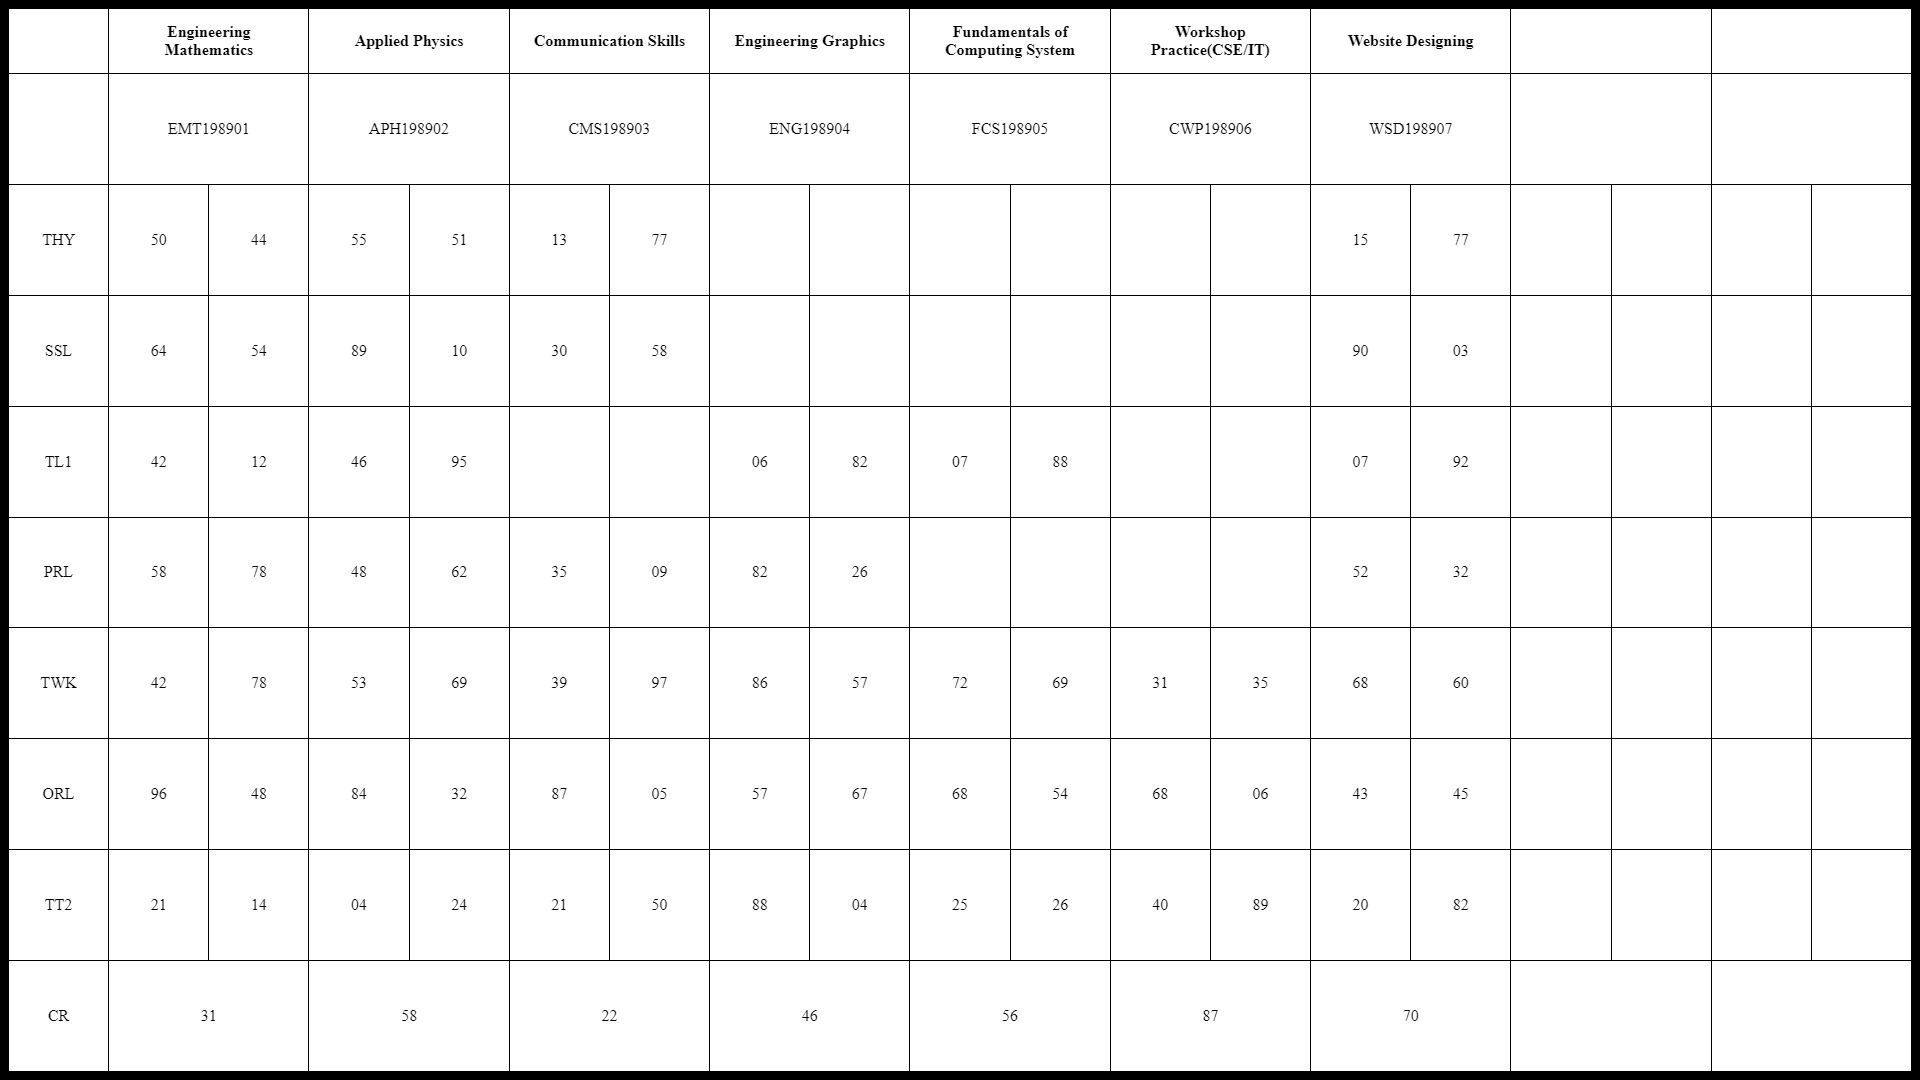 Engineering Mathematics Applied Physics Communication Skills Engineering Graphics Fundamentals of Computing System Workshop Practice(CSE/IT) Website Designing
EMT198901 APH198902 CMS198903 ENG198904 FCS198905 CWP198906 WSD198907
THY 50 44 55 51 13 77 15 77
SSL 64 54 89 10 30 58 90 03
TL1 42 12 46 95 06 82 07 88 07 92
PRL 58 78 48 62 35 09 82 26 52 32
TWK 42 78 53 69 39 97 86 57 72 69 31 35 68 60
ORL 96 48 84 32 87 05 57 67 68 54 68 06 43 45
TT2 21 14 04 24 21 50 88 04 25 26 40 89 20 82
CR 31 58 22 46 56 87 70